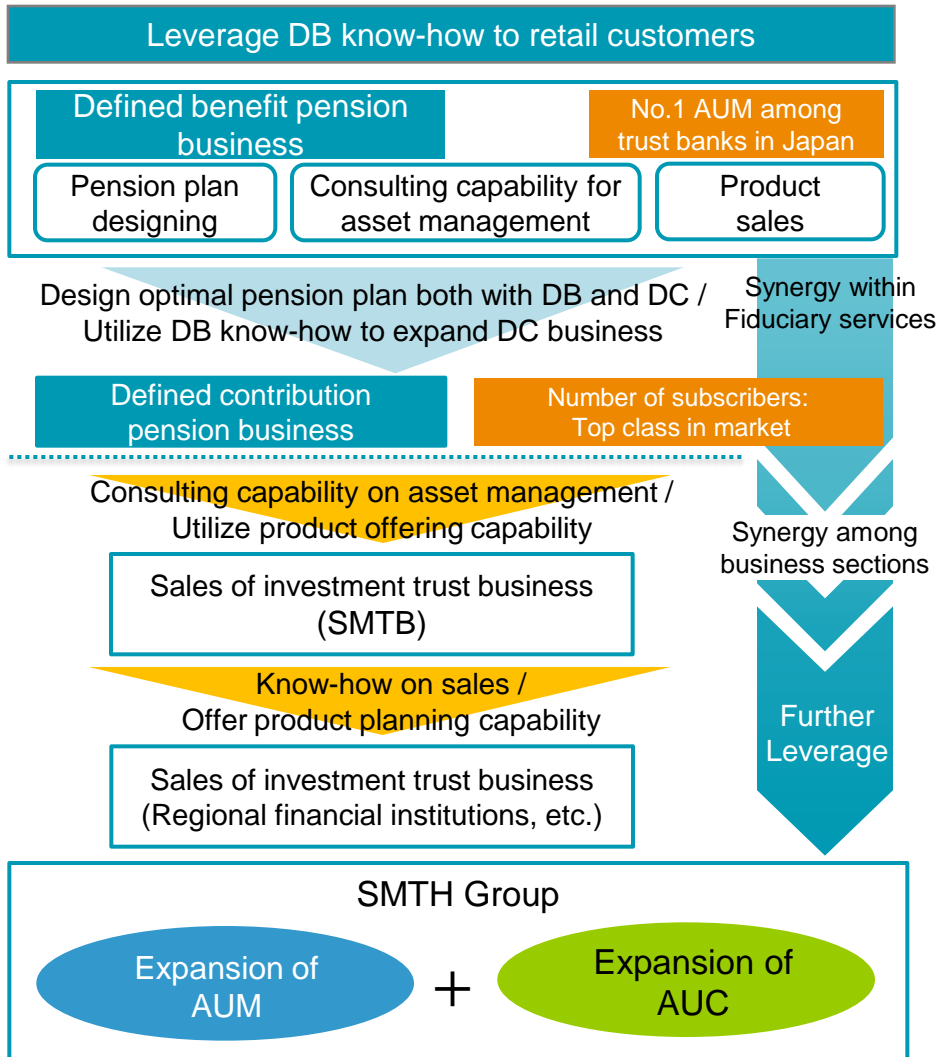 Leverage DB know-how to retail customers
Defined benefit pension
business
No.1 AUM among
trust banks in Japan
Pension plan
designing
Consulting capability for
asset management
Product
sales
Design optimal pension plan both with DB and DC /
Utilize DB know-how to expand DC business
Synergy within
Fiduciary services
Defined contribution
pension business
Number of subscribers:
Top class in market
Consulting capability on asset management /
Utilize product offering capability
Synergy among
business sections
Sales of investment trust business
(SMTB)
Know-how on sales /
Offer product planning capability
Further
Leverage
Sales of investment trust business
(Regional financial institutions, etc.)
SMTH Group
Expansion of
AUM
+
Expansion of
AUC